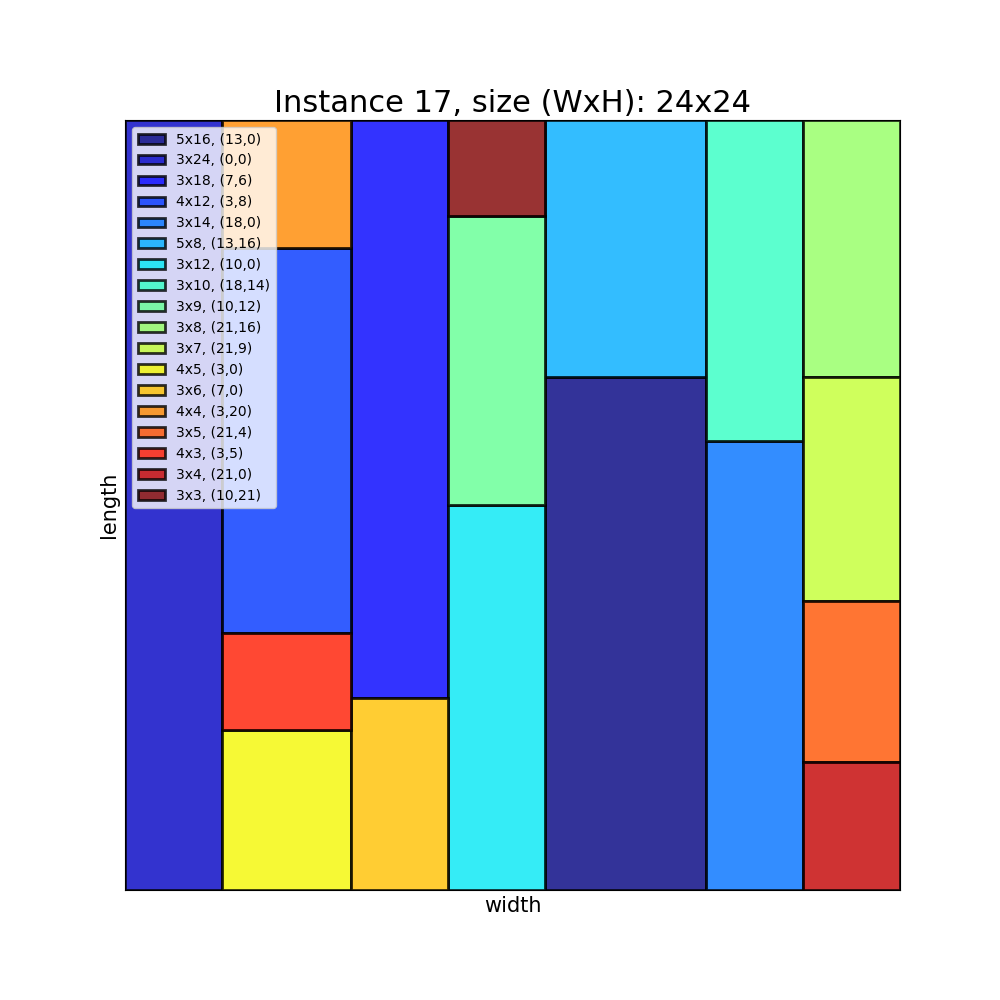 Instance 17, size (WxH): 24x24
5x16, (13,0)
3x24, (0,0)
3x18, (7,6)
4x12, (3,8)
3x14, (18,0)
5x8, (13,16)
3x12, (10,0)
3x10, (18,14)
3x9, (10,12)
3x8, (21,16)
3x7, (21,9)
4x5, (3,0)
3x6, (7,0)
4x4, (3,20)
3x5, (21,4)
4x3, (3,5)
3x4, (21,0)
3x3, (10,21)
length
width